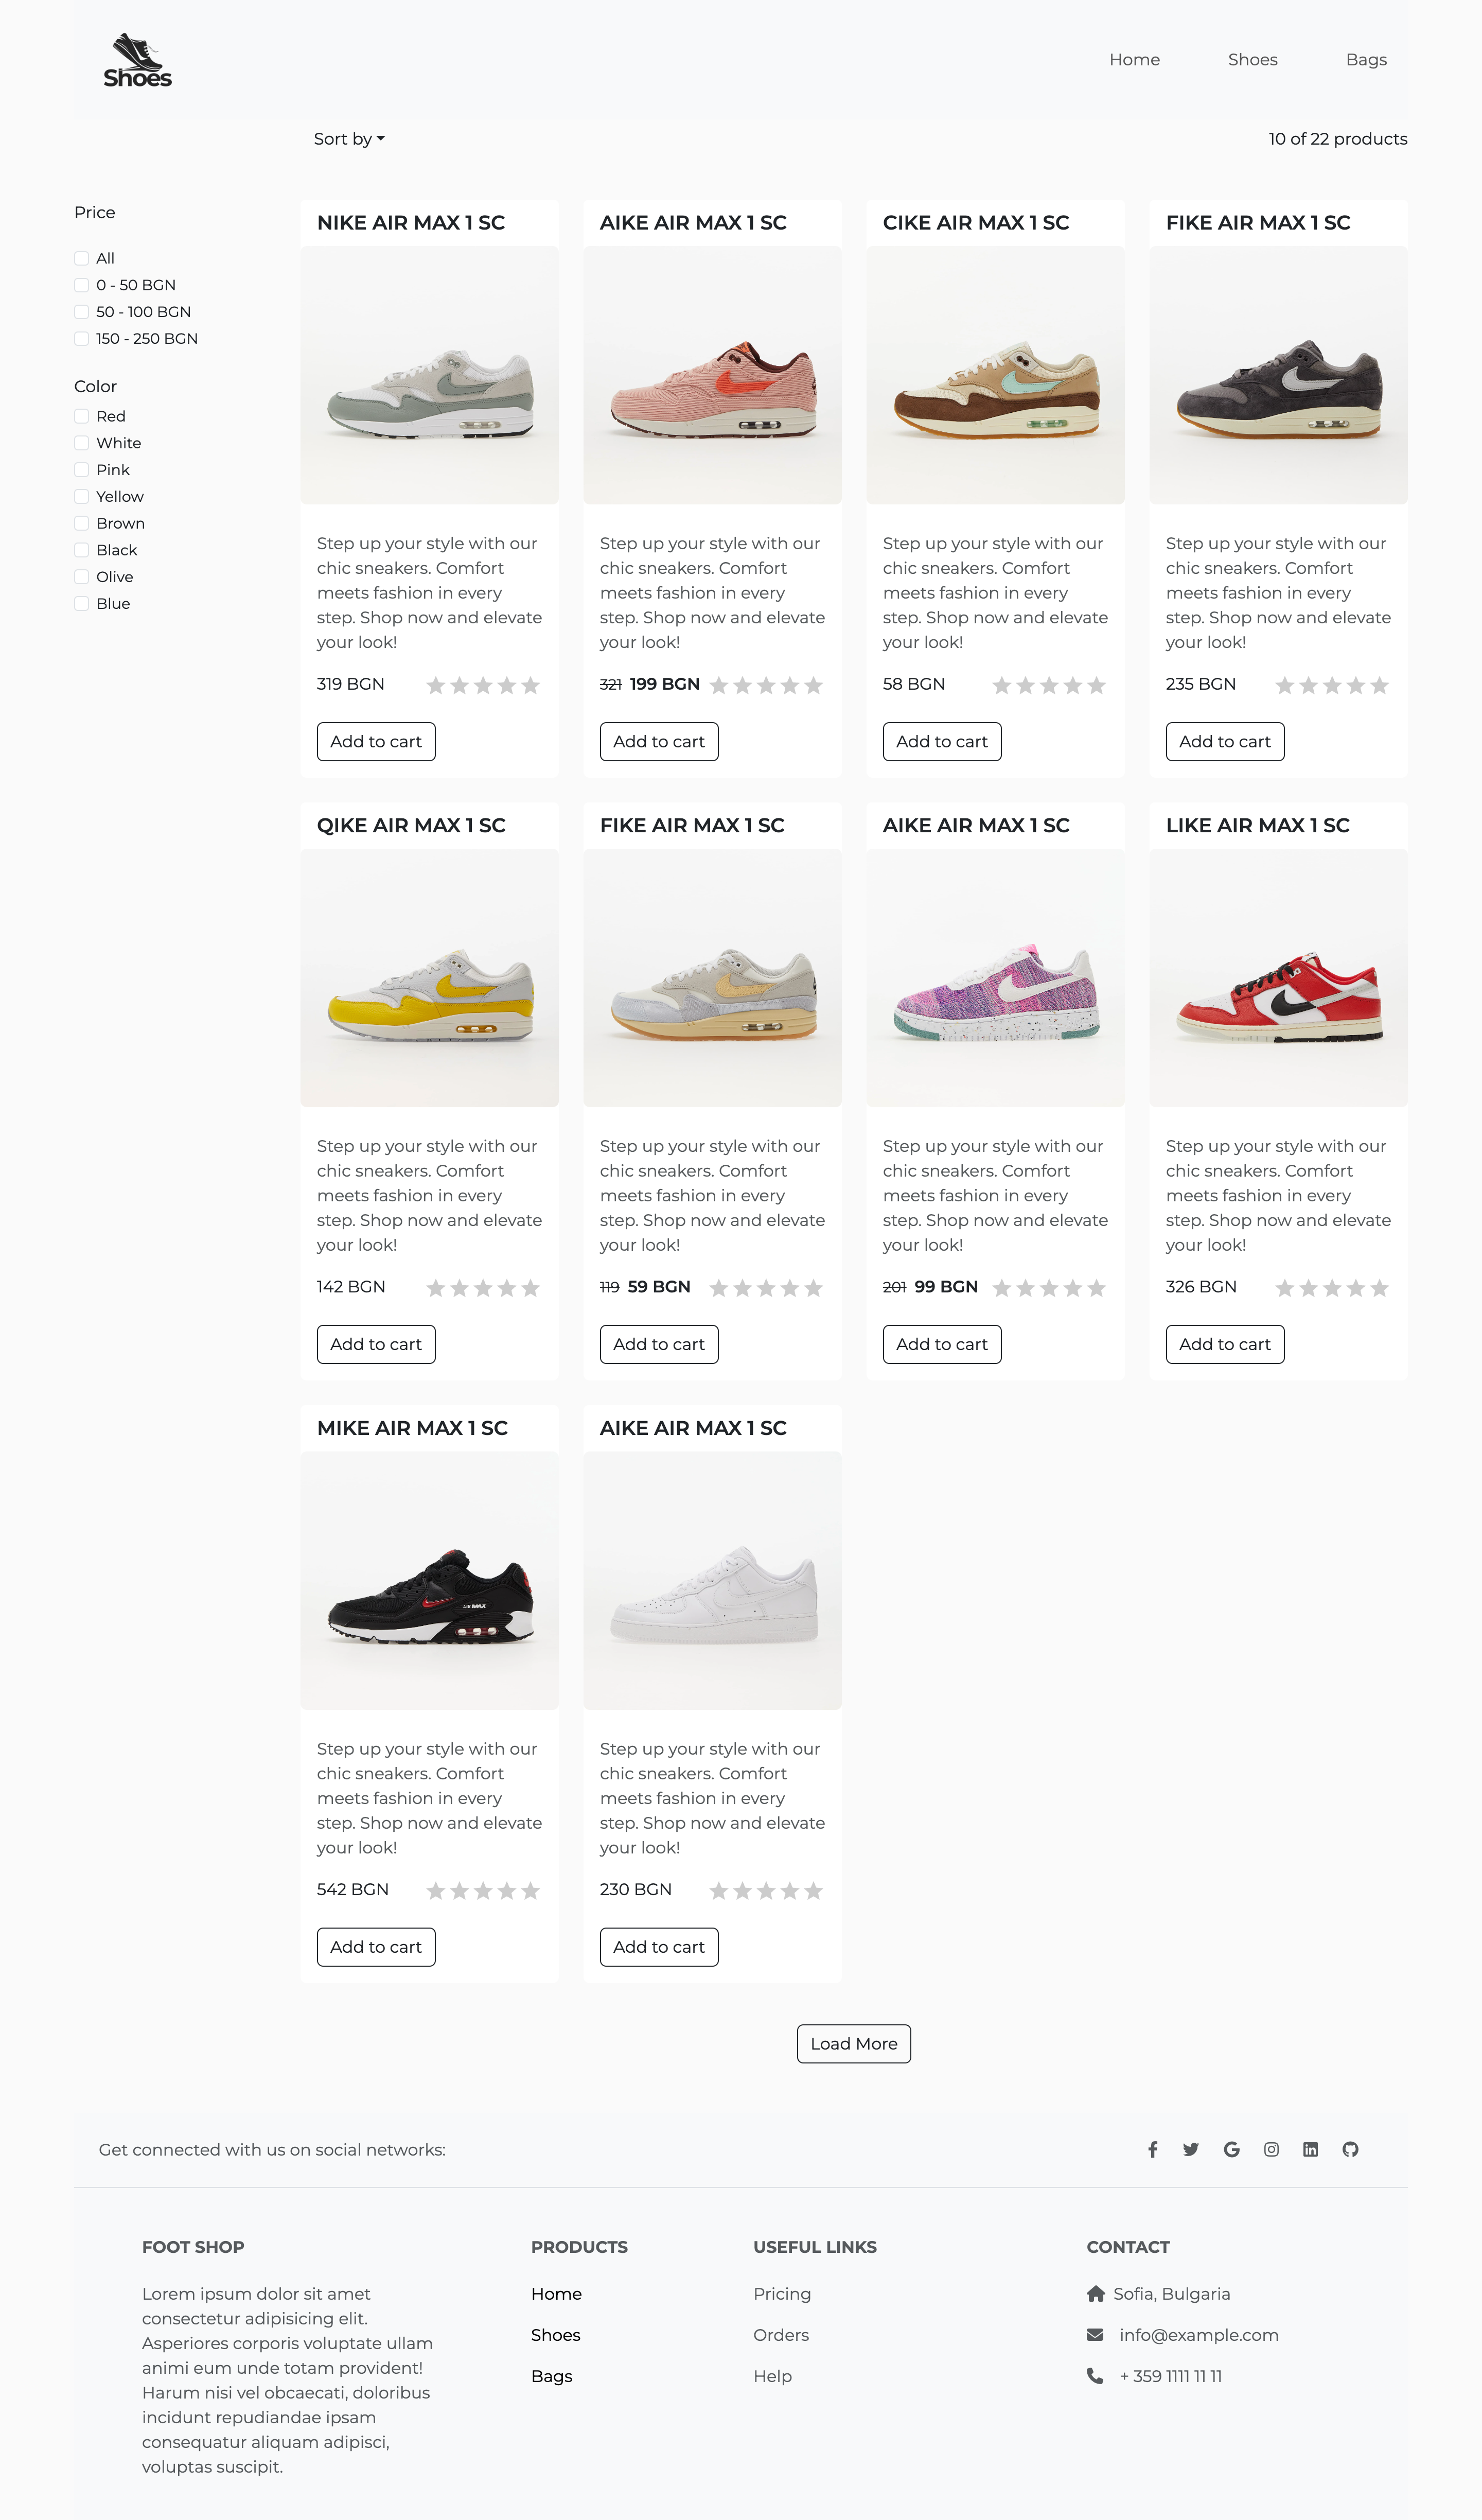 Shoes
Home Shoes Bags
Sort by
10 of 22 products
Price
All
0 - 50 BGN
50 - 100 BGN
150 - 250 BGN
Color
Red
White
Pink
Yellow
Brown
Black
Olive
Blue
NIKE AIR MAX 1 SC
Step up your style with our
chic sneakers. Comfort
meets fashion in every
step. Shop now and elevate
your look!
319 BGN
Add to cart
AIKE AIR MAX 1 SC
Step up your style with our
chic sneakers. Comfort
meets fashion in every
step. Shop now and elevate
your look!
321 199 BGN
Add to cart
CIKE AIR MAX 1 SC
Step up your style with our
chic sneakers. Comfort
meets fashion in every
step. Shop now and elevate
your look!
58 BGN
Add to cart
FIKE AIR MAX 1 SC
Step up your style with our
chic sneakers. Comfort
meets fashion in every
step. Shop now and elevate
your look!
235 BGN
Add to cart
QIKE AIR MAX 1 SC
Step up your style with our
chic sneakers. Comfort
meets fashion in every
step. Shop now and elevate
your look!
142 BGN
Add to cart
FIKE AIR MAX 1 SC
Step up your style with our
chic sneakers. Comfort
meets fashion in every
step. Shop now and elevate
your look!
119 59 BGN
Add to cart
AIKE AIR MAX 1 SC
Step up your style with our
chic sneakers. Comfort
meets fashion in every
step. Shop now and elevate
your look!
201 99 BGN
Add to cart
LIKE AIR MAX 1 SC
Step up your style with our
chic sneakers. Comfort
meets fashion in every
step. Shop now and elevate
your look!
326 BGN
Add to cart
MIKE AIR MAX 1 SC
AIR MAX
Step up your style with our
chic sneakers. Comfort
meets fashion in every
step. Shop now and elevate
your look!
542 BGN
Add to cart
AIKE AIR MAX 1 SC
Step up your style with our
chic sneakers. Comfort
meets fashion in every
step. Shop now and elevate
your look!
230 BGN
Add to cart
Load More
Get connected with us on social networks:
FOOT SHOP
Lorem ipsum dolor sit amet
consectetur adipisicing elit.
Asperiores corporis voluptate ullam
animi eum unde totam provident!
Harum nisi vel obcaecati, doloribus
incidunt repudiandae ipsam
consequatur aliquam adipisci,
voluptas suscipit.
PRODUCTS
Home
Shoes
Bags
USEFUL LINKS
Pricing
Orders
Help
CONTACT
Sofia, Bulgaria
info@example.com
+ 359 1111 11 11